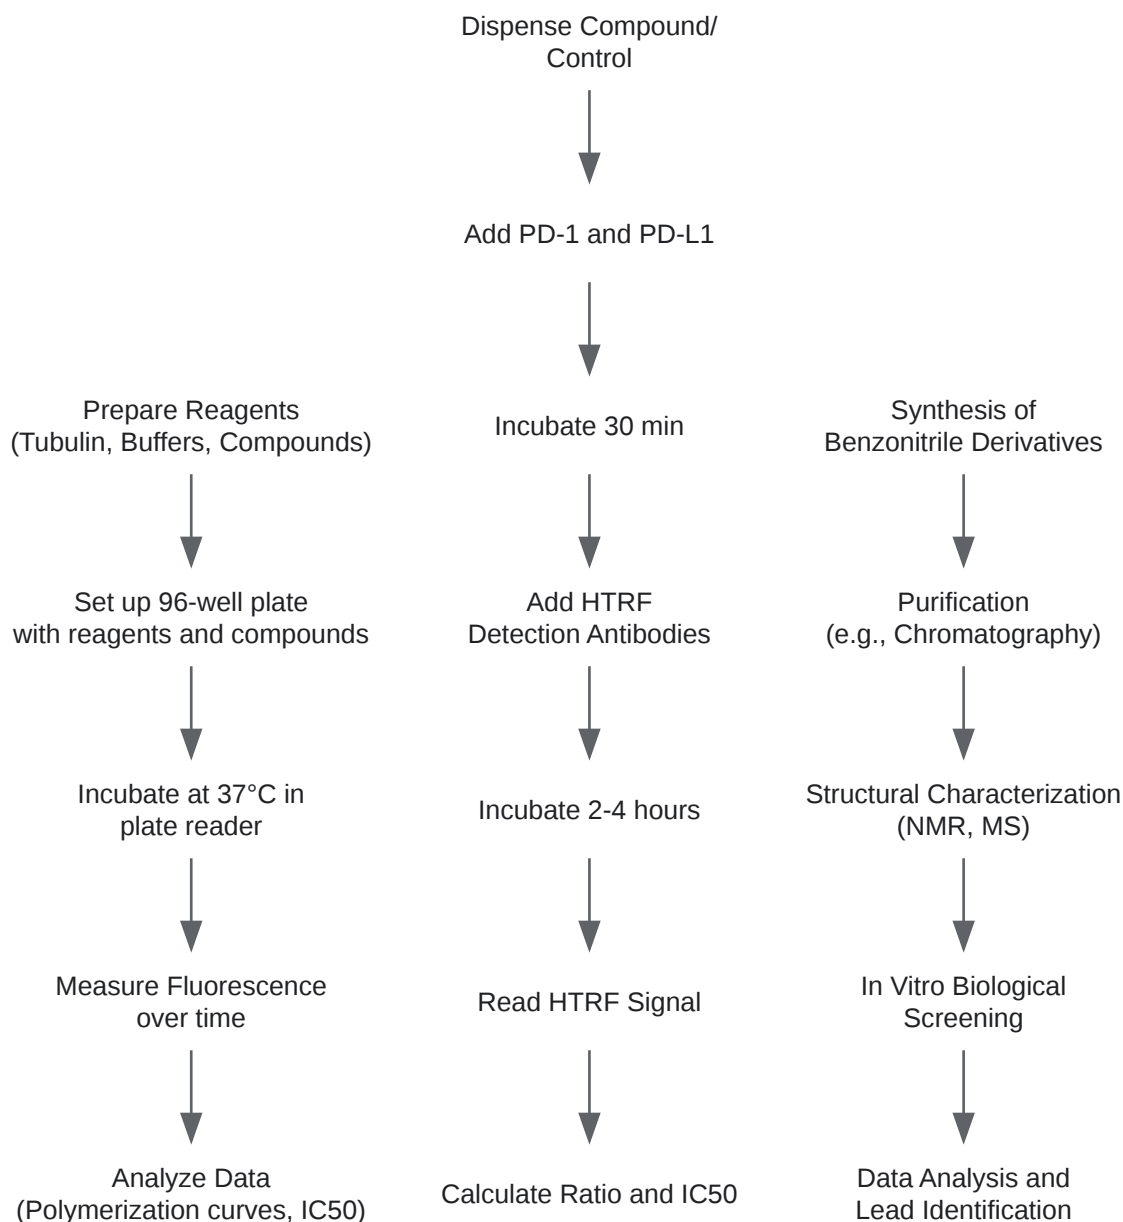 Dispense Compound/
Control
Add PD-1 and PD-L1
Prepare Reagents
(Tubulin, Buffers, Compounds)
Set up 96-well plate
with reagents and compounds
Incubate at 37°C in
plate reader
Measure Fluorescence
over time
Analyze Data
(Polymerization curves, IC50)
Incubate 30 min
Add HTRF
Detection Antibodies
Incubate 2-4 hours
Read HTRF Signal
Calculate Ratio and IC50
Synthesis of
Benzonitrile Derivatives
Purification
(e.g., Chromatography)
Structural Characterization
(NMR, MS)
In Vitro Biological
Screening
Data Analysis and
Lead Identification